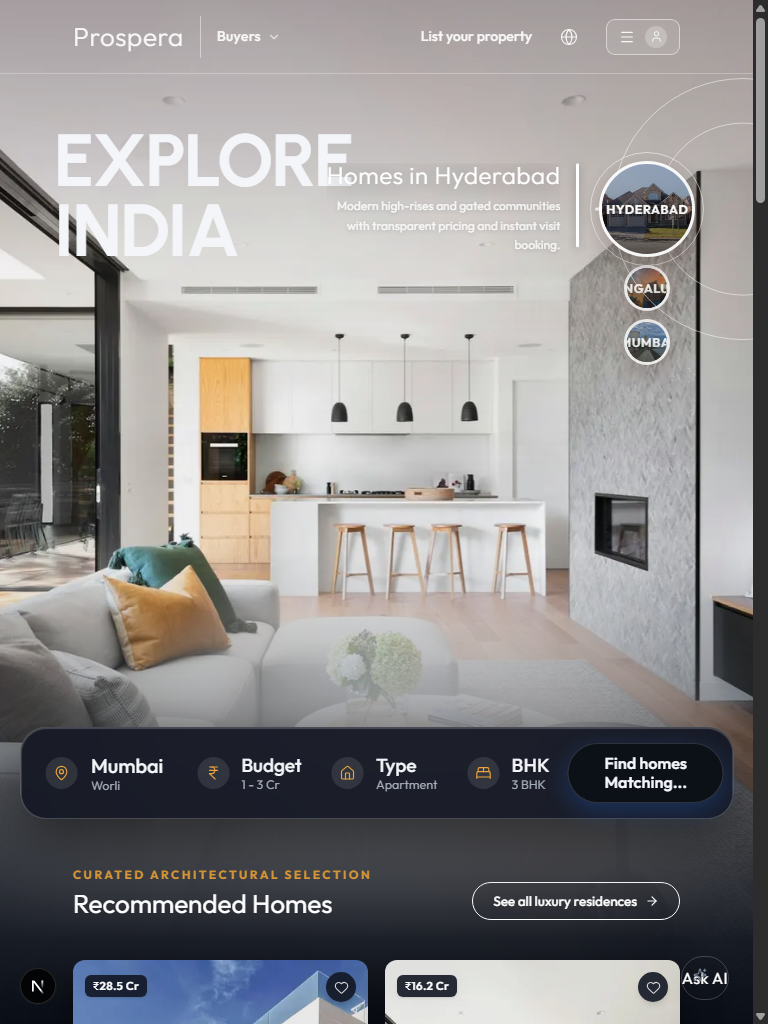 Prospera
Buyers
List your property
EXPLORE
INDIA
Homes in Hyderabad
Modern high-rises and gated communities
with transparent pricing and instant visit
booking.
HYDERABAD
NGALU
MUMBA
Mumbai
Worli
Budget
1 - 3 Cr
Type
Apartment
BHK
3 BHK
Find homes
Matching...
CURATED ARCHITECTURAL SELECTION
Recommended Homes
See all luxury residences
N
₹28.5 Cr
₹16.2 Cr
Ask AI